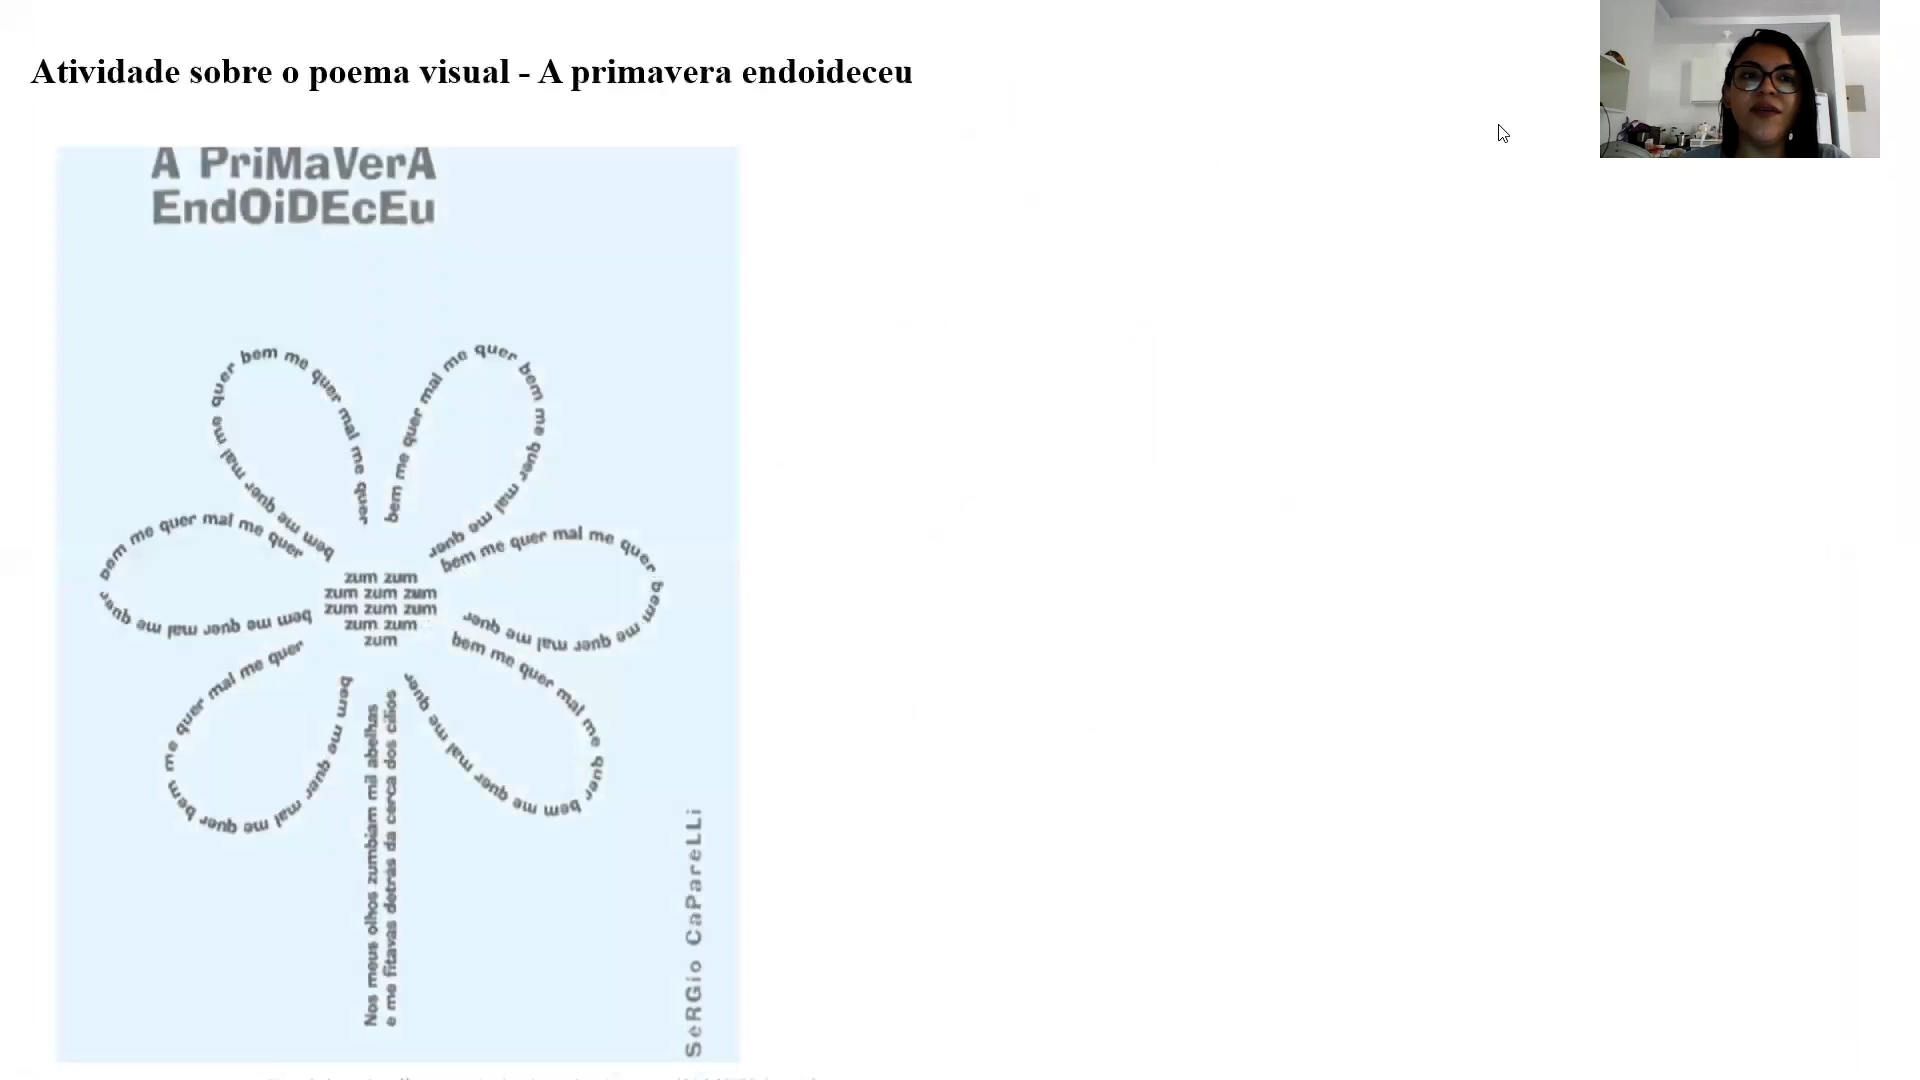 Atividade sobre o poema visual - A primavera endoideceu
A PriMaVerA
EndOiDEcEu
bem me quer mal me quer bem me quer mal me quer
bem me quer mal me quer bem me quer mal me quer
bem me quer mal me quer bem me quer mal me quer
bem me quer mal me quer bem me quer mal me quer
bem me quer mal me quer bem me quer mal me quer
bem me quer mal me quer bem me quer mal me quer
zum zum
zum zum zum
zum zum zum
zum zum
zum
Nos meus olhos zumbiam mil abelhas
e me fitavas detrás da cerca dos cílios
SeRGio CaPareLLi